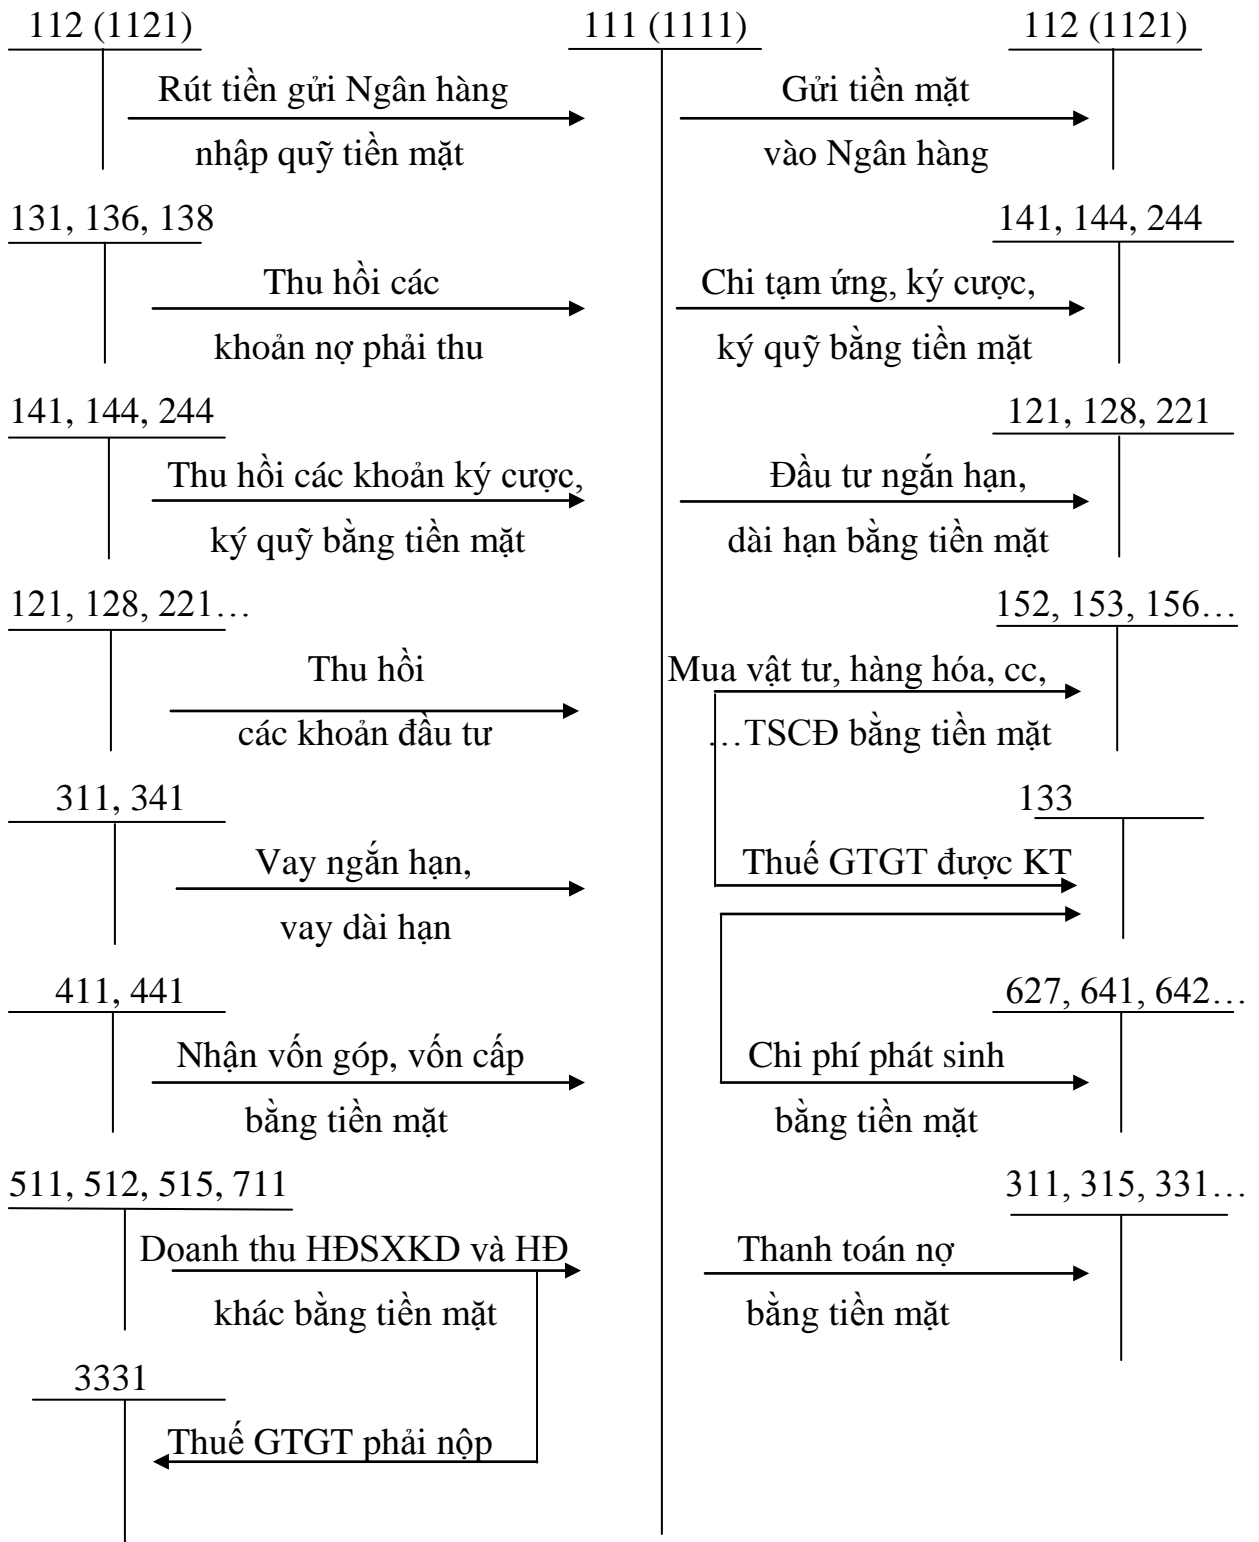 112 (1121)
111 (1111)
112 (1121)
Rút tiền gửi Ngân hàng
nhập quỹ tiền mặt
Gửi tiền mặt
vào Ngân hàng
131, 136, 138
141, 144, 244
Thu hồi các
khoản nợ phải thu
Chi tạm ứng, ký cược,
ký quỹ bằng tiền mặt
141, 144, 244
121, 128, 221
Thu hồi các khoản ký cược,
ký quỹ bằng tiền mặt
Đầu tư ngắn hạn,
dài hạn bằng tiền mặt
121, 128, 221…
152, 153, 156…
Thu hồi
các khoản đầu tư
Mua vật tư, hàng hóa, cc,
…TSCĐ bằng tiền mặt
311, 341
133
Vay ngắn hạn,
vay dài hạn
Thuế GTGT được KT
411, 441
627, 641, 642…
Nhận vốn góp, vốn cấp
bằng tiền mặt
Chi phí phát sinh
bằng tiền mặt
511, 512, 515, 711
311, 315, 331…
Doanh thu HĐSXKD và HĐ
khác bằng tiền mặt
Thanh toán nợ
bằng tiền mặt
3331
Thuế GTGT phải nộp